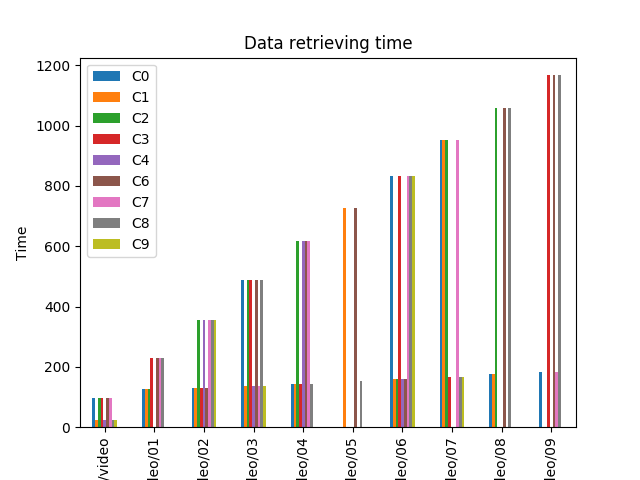 Data retrieving time
1200
1000
800
600
400
200
0
Time
C0
C1
C2
C3
C4
C6
C7
C8
C9
/video
leo/01
leo/02
leo/03
leo/04
leo/05
leo/06
leo/07
leo/08
leo/09